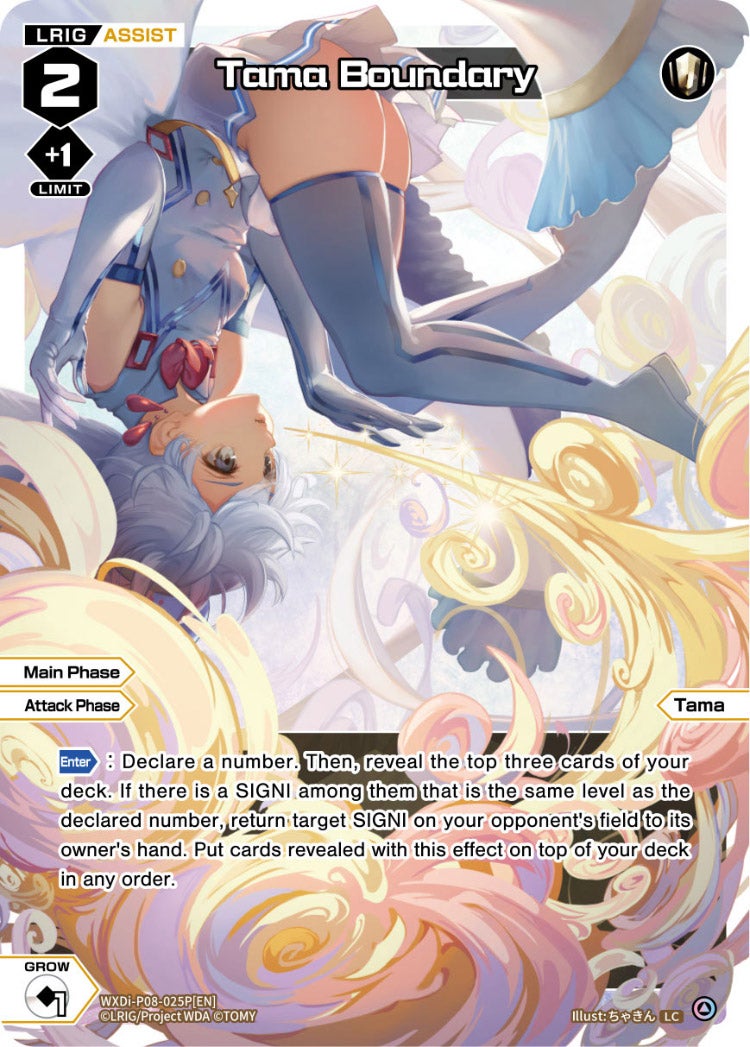 LRIG ASSIST
2
Tama Boundary
+1
LIMIT
Main Phase
Attack Phase
Tama
Enter : Declare a number. Then, reveal the top three cards of your
deck. If there is a SIGNI among them that is the same level as the
declared number, return target SIGNI on your opponent's field to its
owner's hand. Put cards revealed with this effect on top of your deck
in any order.
GROW
1
WXDi-P08-025P[EN]
©LRIG/Project WDA ©TOMY
Illust:ちゃきん LC